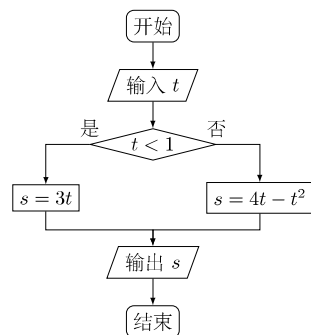 开始
输入 t
是
否
t < 1
s = 3t
s = 4t − t²
输出 s
结束